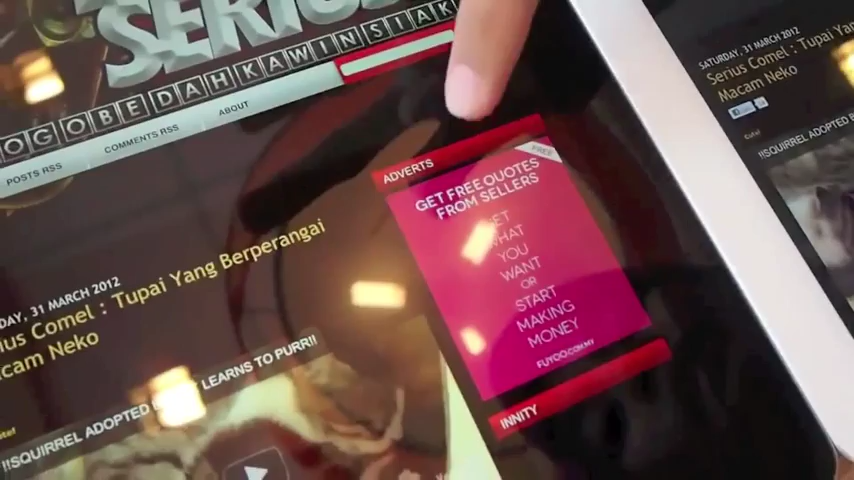 SERIUS
OGOBEDAHKAWINSIAK
POSTS RSS
COMMENTS RSS
ABOUT
ADVERTS
FREE
GET FREE QUOTES
FROM SELLERS
GET
WHAT
YOU
WANT
OR
START
MAKING
MONEY
FUYOO.COM.MY
INNITY
DAY, 31 MARCH 2012
ius Comel : Tupai Yang Berperangai
cam Neko
!!SQUIRREL ADOPTED LEARNS TO PURR!!
SATURDAY, 31 MARCH 2012
Serius Comel : Tupai Yang
Macam Neko
!!SQUIRREL ADOPTED B